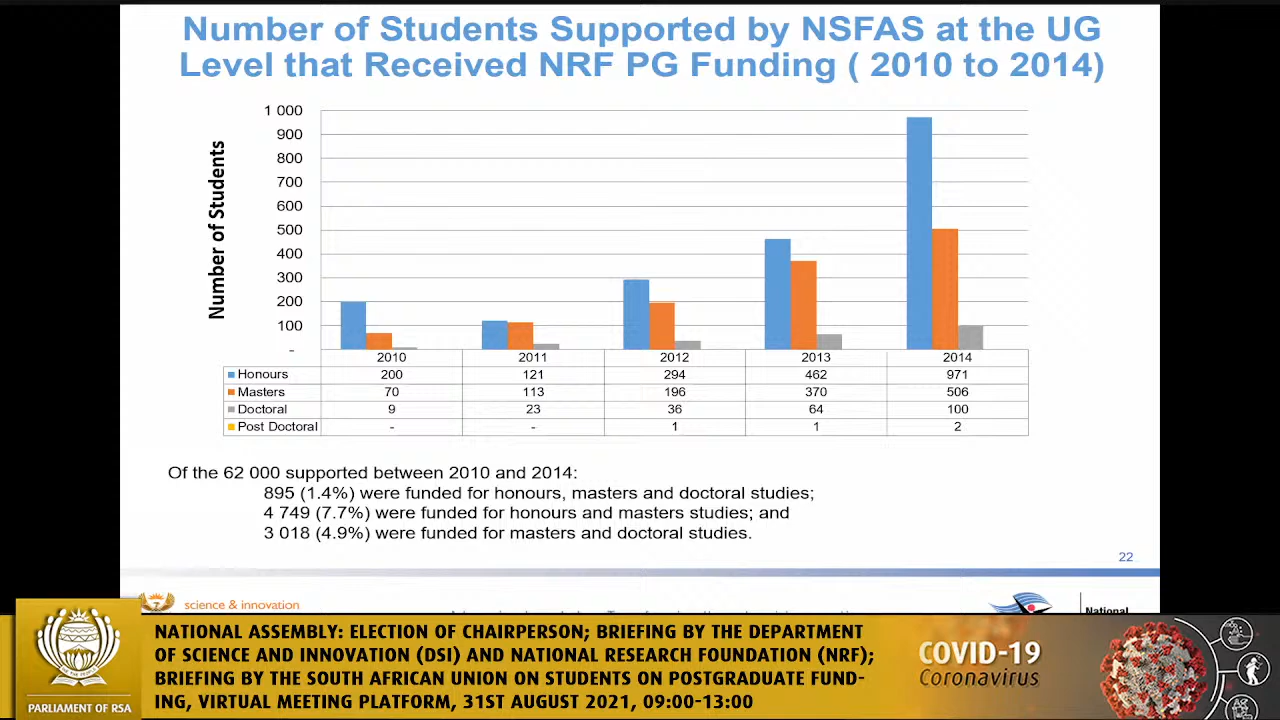 Number of Students Supported by NSFAS at the UG
Level that Received NRF PG Funding ( 2010 to 2014)
Number of Students
1 000
900
800
700
600
500
400
300
200
100
-
2010 2011 2012 2013 2014
Honours 200 121 294 462 971
Masters 70 113 196 370 506
Doctoral 9 23 36 64 100
Post Doctoral - - 1 1 2
Of the 62 000 supported between 2010 and 2014:
895 (1.4%) were funded for honours, masters and doctoral studies;
4 749 (7.7%) were funded for honours and masters studies; and
3 018 (4.9%) were funded for masters and doctoral studies.
22
science & innovation
National
NATIONAL ASSEMBLY: ELECTION OF CHAIRPERSON; BRIEFING BY THE DEPARTMENT
OF SCIENCE AND INNOVATION (DSI) AND NATIONAL RESEARCH FOUNDATION (NRF);
BRIEFING BY THE SOUTH AFRICAN UNION ON STUDENTS ON POSTGRADUATE FUND-
ING, VIRTUAL MEETING PLATFORM, 31ST AUGUST 2021, 09:00-13:00
PARLIAMENT OF RSA
COVID-19
Coronavirus